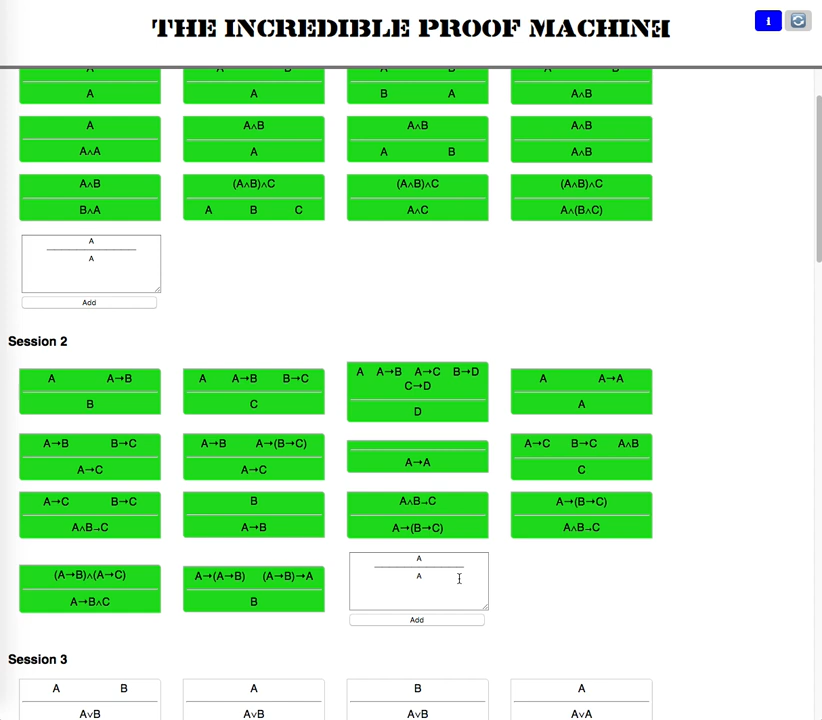 THE INCREDIBLE PROOF MACHINE
i
A A B A B A B
A A B A A∧B
A A∧B A∧B A∧B
A∧A A A B A∧B
A∧B (A∧B)∧C (A∧B)∧C (A∧B)∧C
B∧A A B C A∧C A∧(B∧C)
A
A
Add
Session 2
A A→B A A→B B→C A A→B A→C B→D A A→A
C→D
B C D A
A→B B→C A→B A→(B→C) A→C B→C A∧B
A→C A→C A→A C
A→C B→C B A∧B→C A→(B→C)
A∧B→C A→B A→(B→C) A∧B→C
(A→B)∧(A→C) A→(A→B) (A→B)→A A
A→B∧C B A
Add
Session 3
A B A B A
A∨B A∨B A∨B A∨A